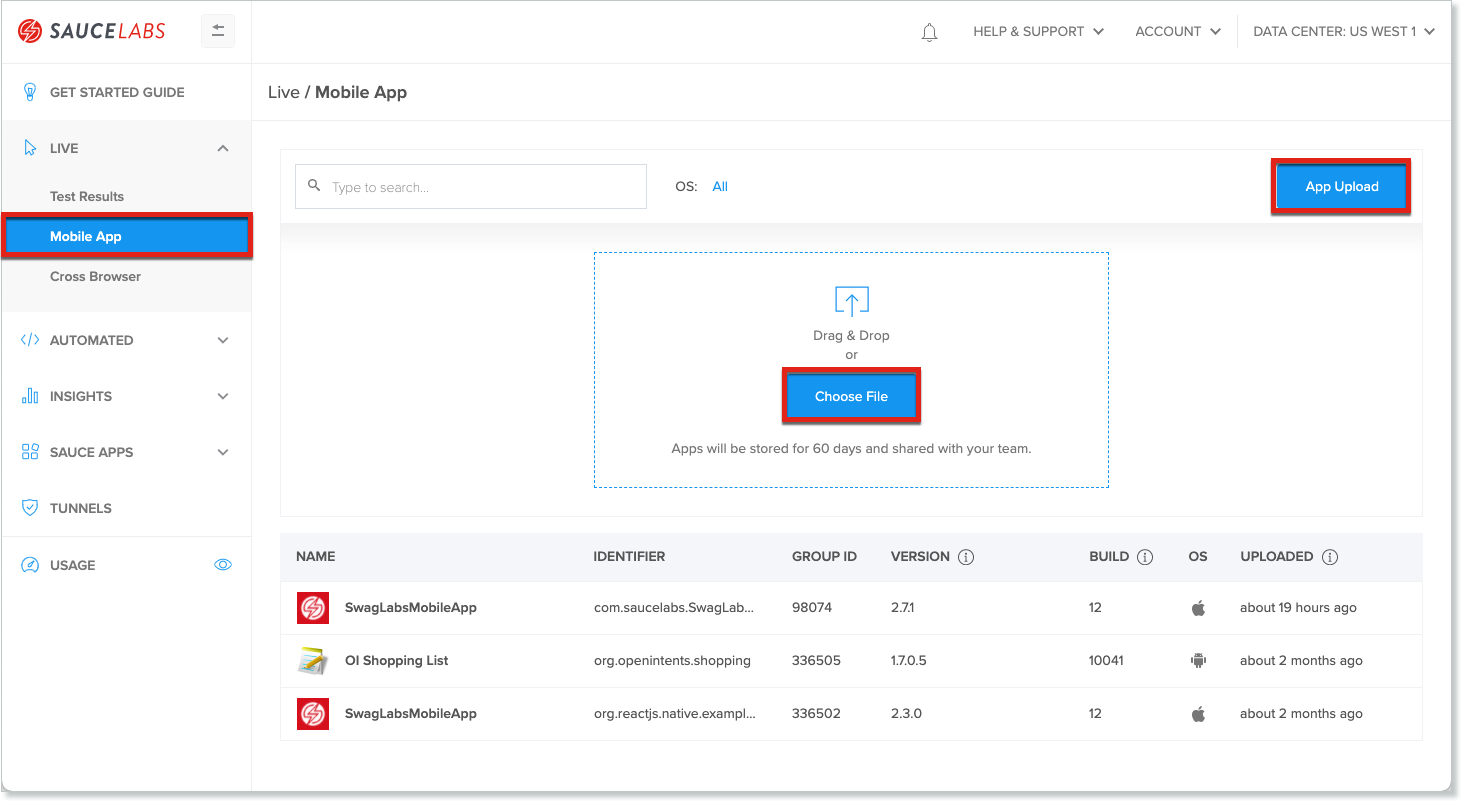 SAUCELABS
HELP & SUPPORT
ACCOUNT
DATA CENTER: US WEST 1
GET STARTED GUIDE
LIVE
Test Results
Mobile App
Cross Browser
AUTOMATED
INSIGHTS
SAUCE APPS
TUNNELS
USAGE
Live / Mobile App
Type to search...
OS: All
App Upload
Drag & Drop
or
Choose File
Apps will be stored for 60 days and shared with your team.
NAME IDENTIFIER GROUP ID VERSION BUILD OS UPLOADED
SwagLabsMobileApp com.saucelabs.SwagLab... 98074 2.7.1 12 about 19 hours ago
OI Shopping List org.openintents.shopping 336505 1.7.0.5 10041 about 2 months ago
SwagLabsMobileApp org.reactjs.native.exampl... 336502 2.3.0 12 about 2 months ago